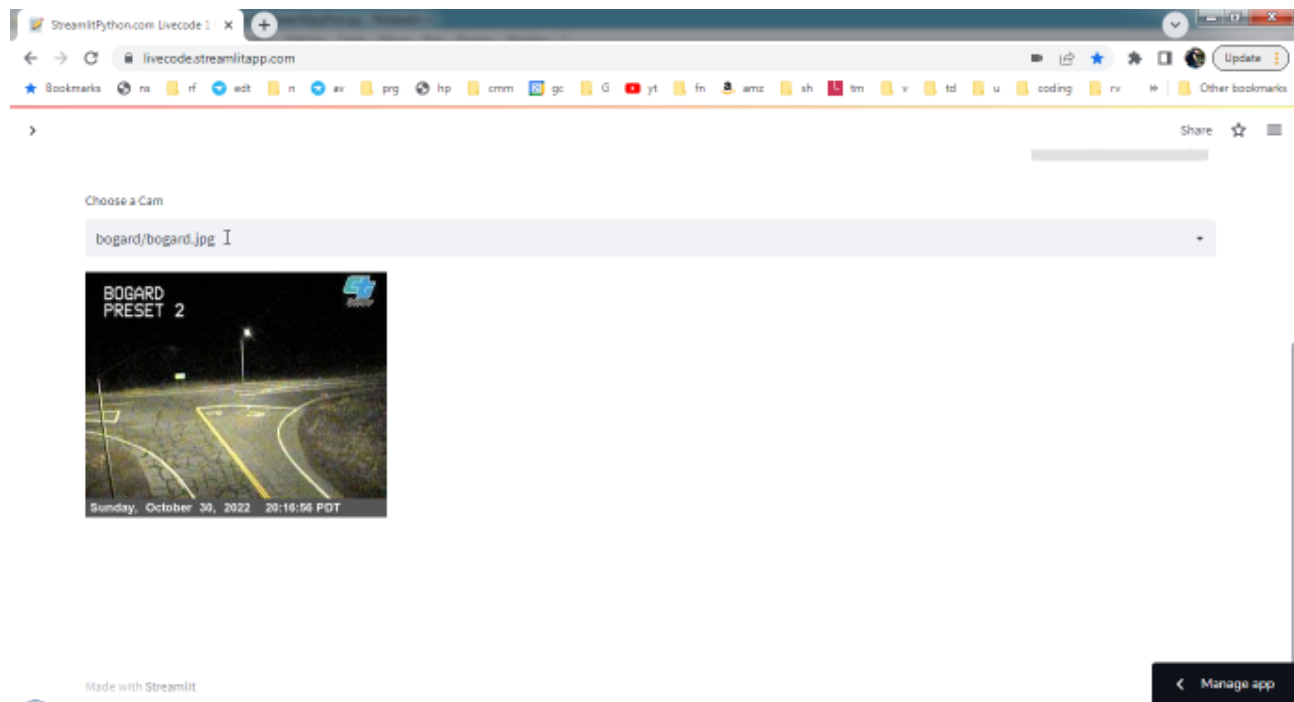 StreamlitPython.com Livecode 1
livecode.streamlitapp.com
Update
Bookmarks ns rf edt n av prg hp cmm gc G yt fn amz sh tm v td u coding rv » Other bookmarks
Share
Choose a Cam
bogard/bogard.jpg
BOGARD
PRESET 2
Sunday, October 30, 2022 20:16:56 PDT
Made with Streamlit
Manage app